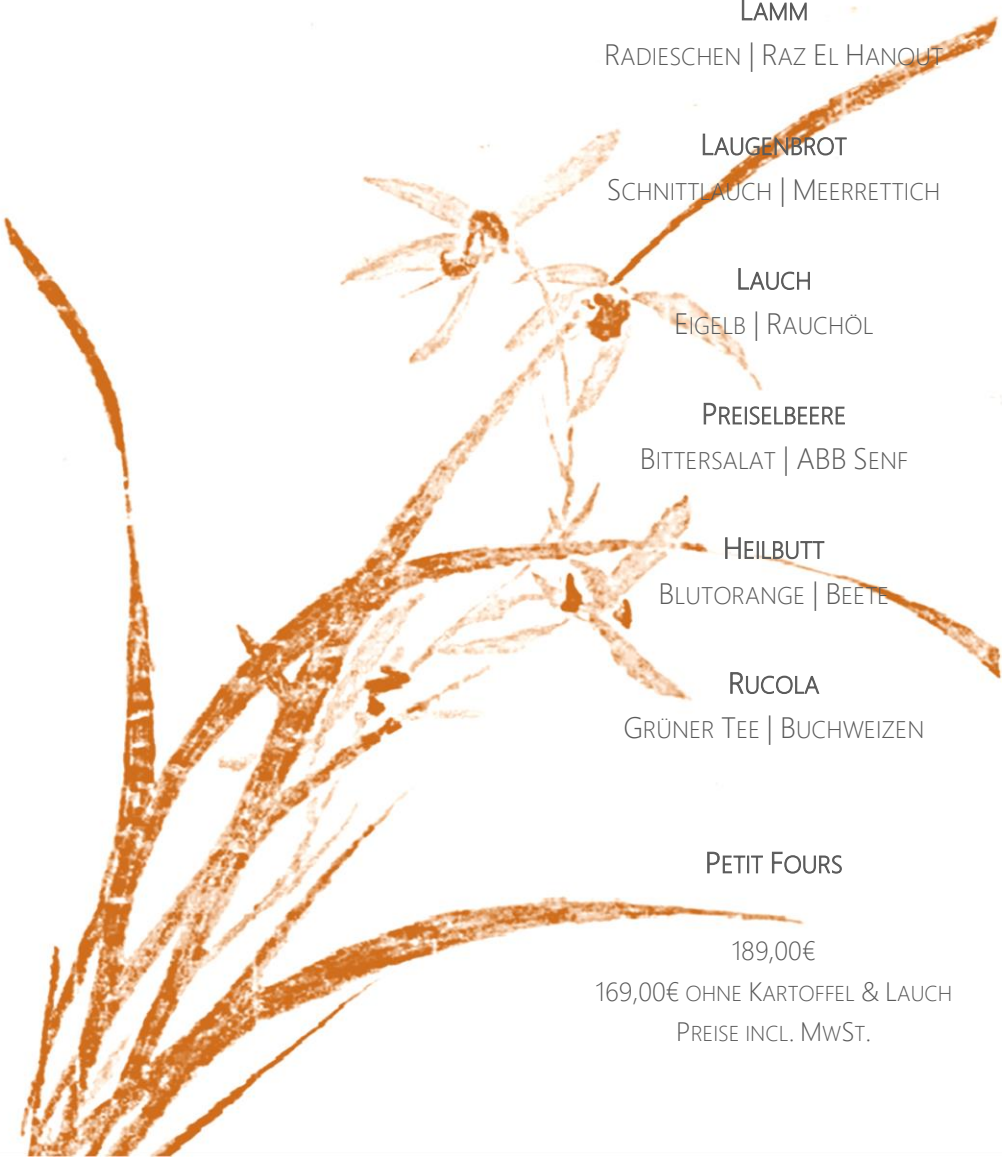 LAMM
RADIESCHEN | RAZ EL HANOUT
LAUGENBROT
SCHNITTLAUCH | MEERRETTICH
LAUCH
EIGELB | RAUCHÖL
PREISELBEERE
BITTERSALAT | ABB SENF
HEILBUTT
BLUTORANGE | BEETE
RUCOLA
GRÜNER TEE | BUCHWEIZEN
PETIT FOURS
189,00€
169,00€ OHNE KARTOFFEL & LAUCH
PREISE INCL. MWST.